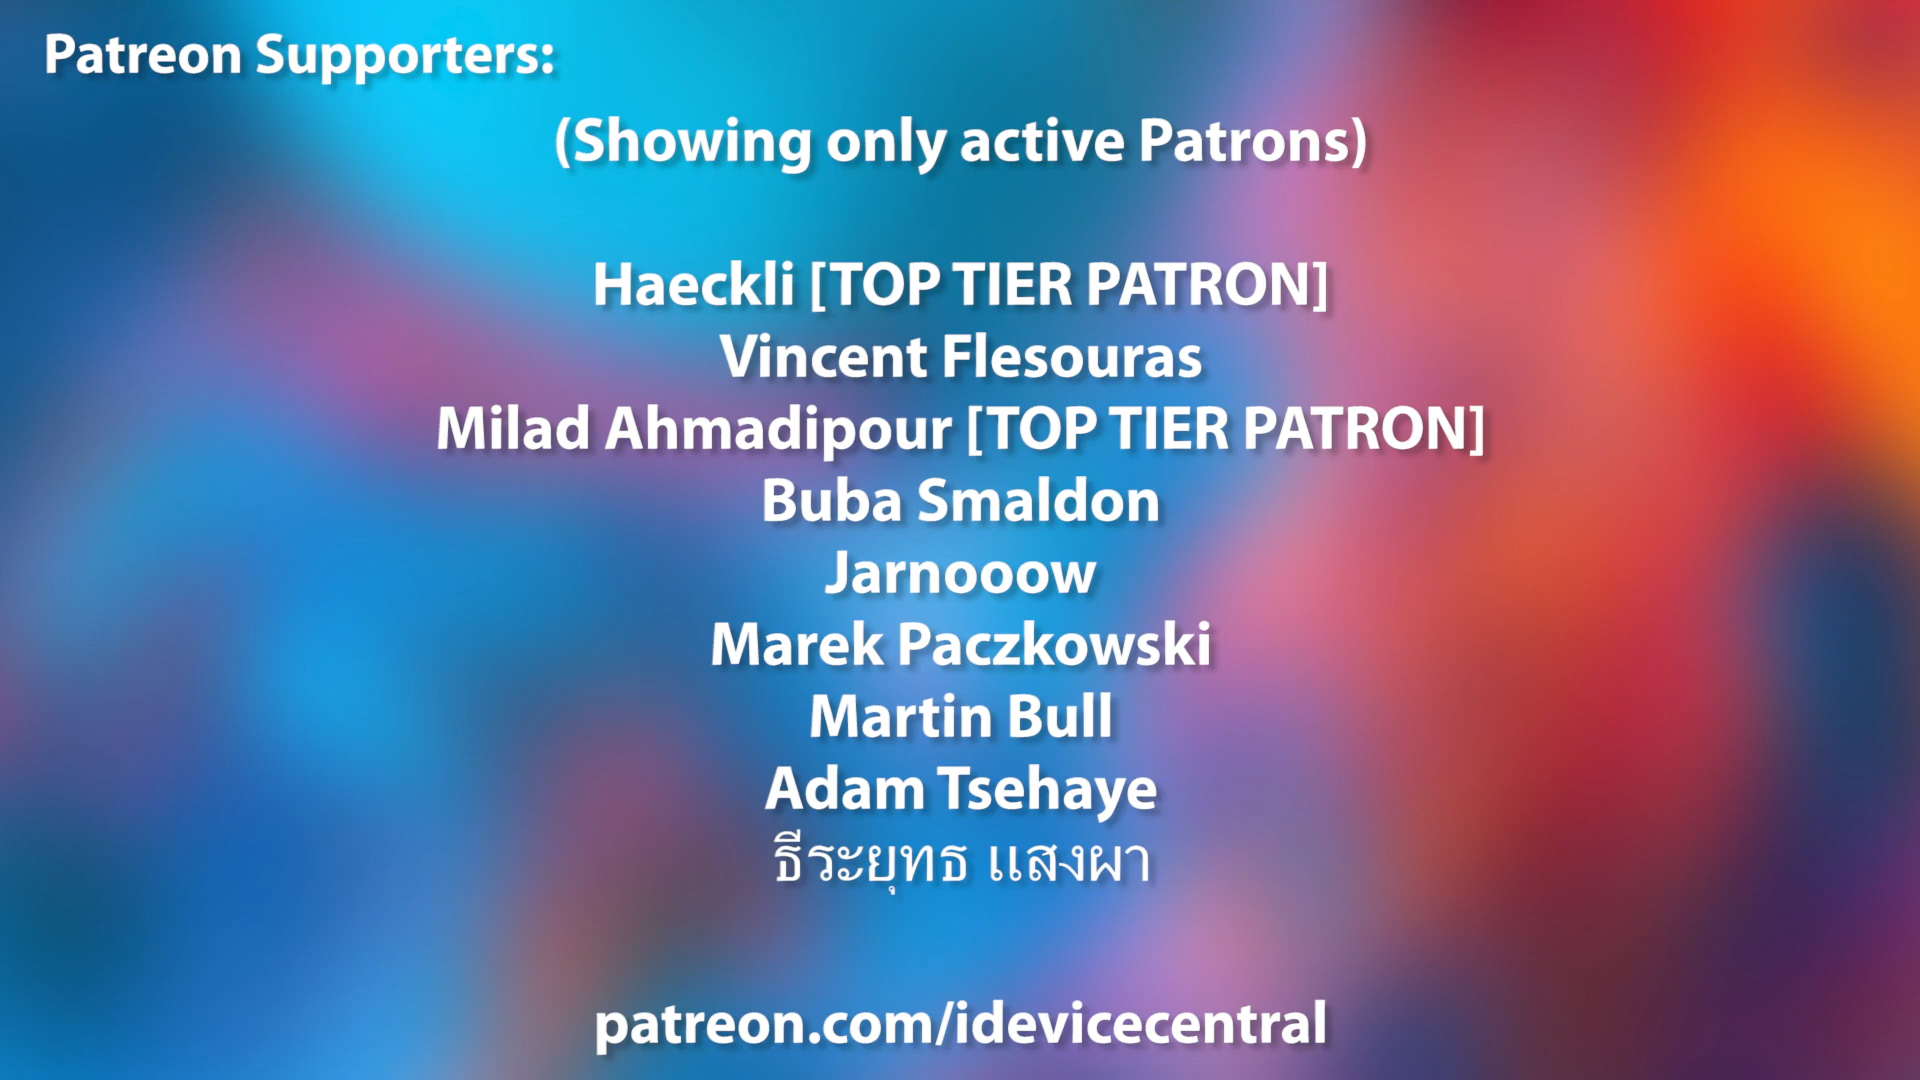 Patreon Supporters:
(Showing only active Patrons)
Haeckli [TOP TIER PATRON]
Vincent Flesouras
Milad Ahmadipour [TOP TIER PATRON]
Buba Smaldon
Jarnooow
Marek Paczkowski
Martin Bull
Adam Tsehaye
ธีระยุทธ แสงผา
patreon.com/idevicecentral